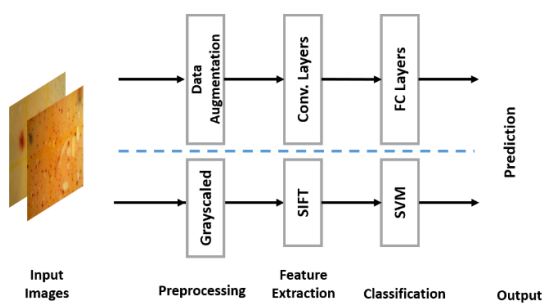 Data
Augmentation
Conv. Layers
FC Layers
Prediction
Grayscaled
SIFT
SVM
Input
Images
Preprocessing
Feature
Extraction
Classification
Output